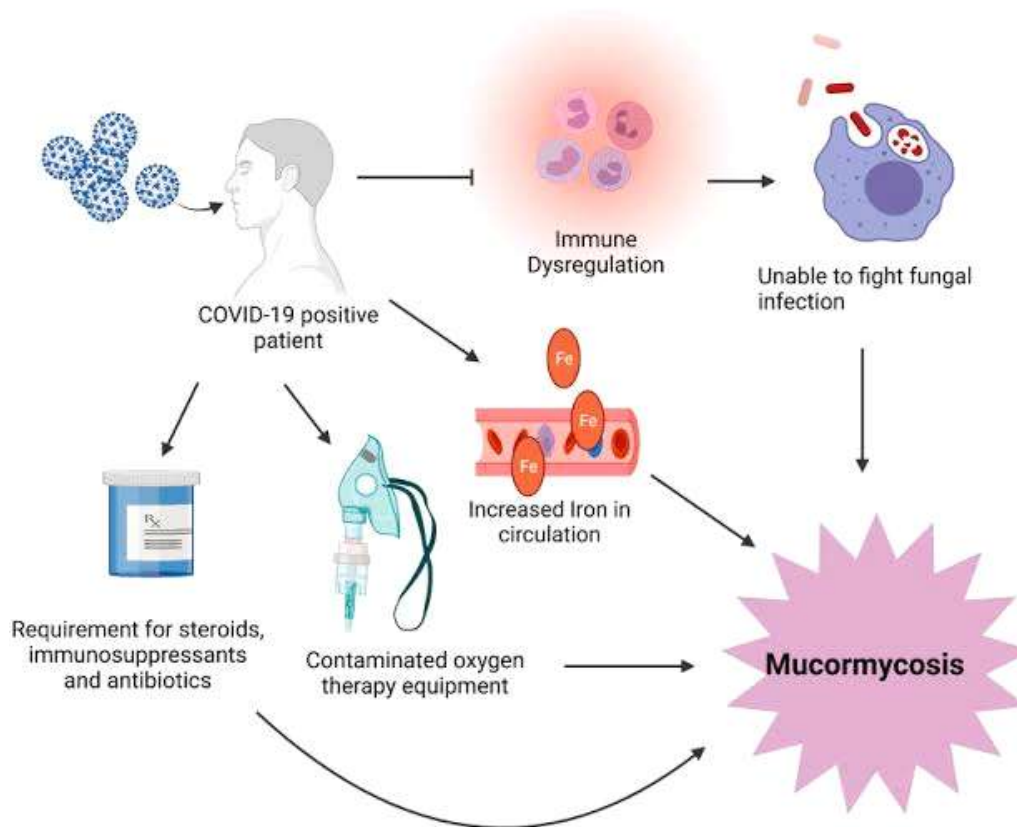 Immune
Dysregulation
Unable to fight fungal
infection
COVID-19 positive
patient
Fe
Fe
Fe
Increased Iron in
circulation
Rx
Requirement for steroids,
immunosuppressants
and antibiotics
Contaminated oxygen
therapy equipment
Mucormycosis